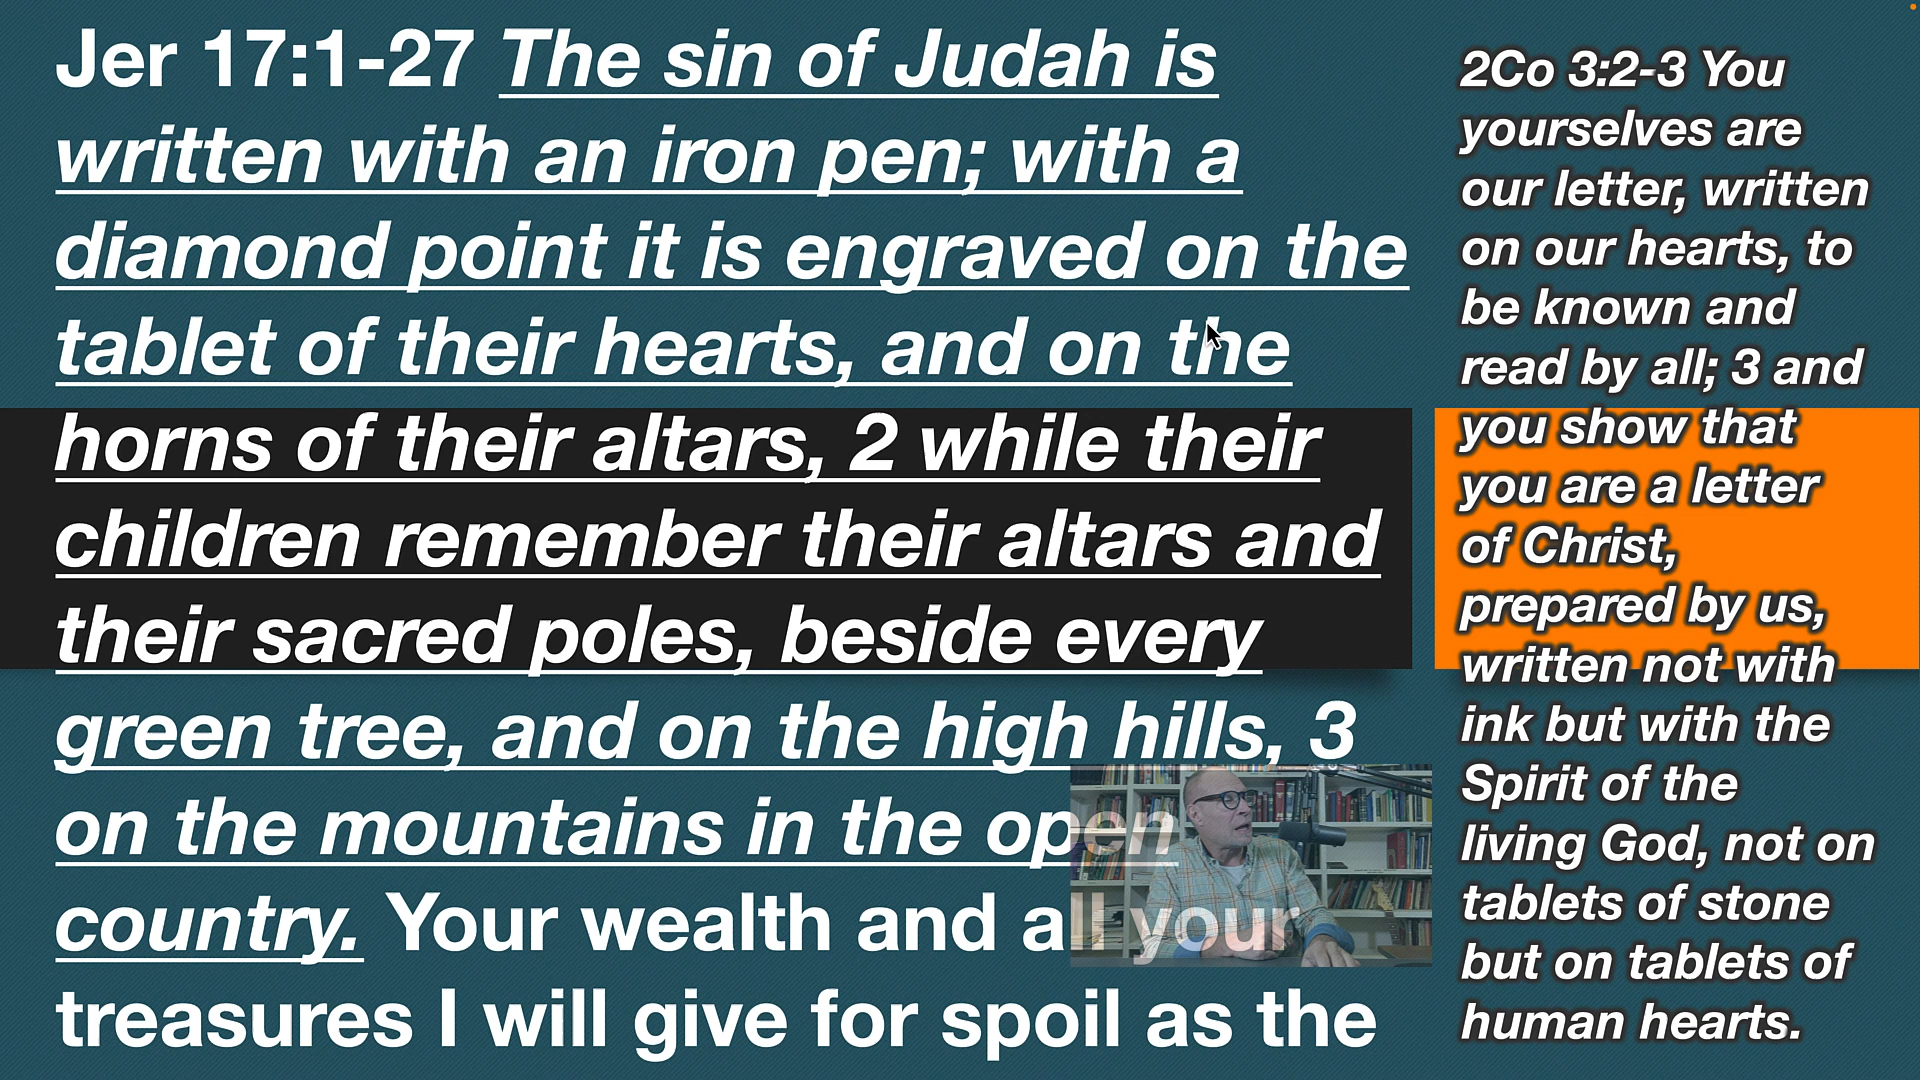 Jer 17:1-27 The sin of Judah is
written with an iron pen; with a
diamond point it is engraved on the
tablet of their hearts, and on the
horns of their altars, 2 while their
children remember their altars and
their sacred poles, beside every
green tree, and on the high hills, 3
on the mountains in the open
country. Your wealth and all your
treasures I will give for spoil as the
2Co 3:2-3 You
yourselves are
our letter, written
on our hearts, to
be known and
read by all; 3 and
you show that
you are a letter
of Christ,
prepared by us,
written not with
ink but with the
Spirit of the
living God, not on
tablets of stone
but on tablets of
human hearts.